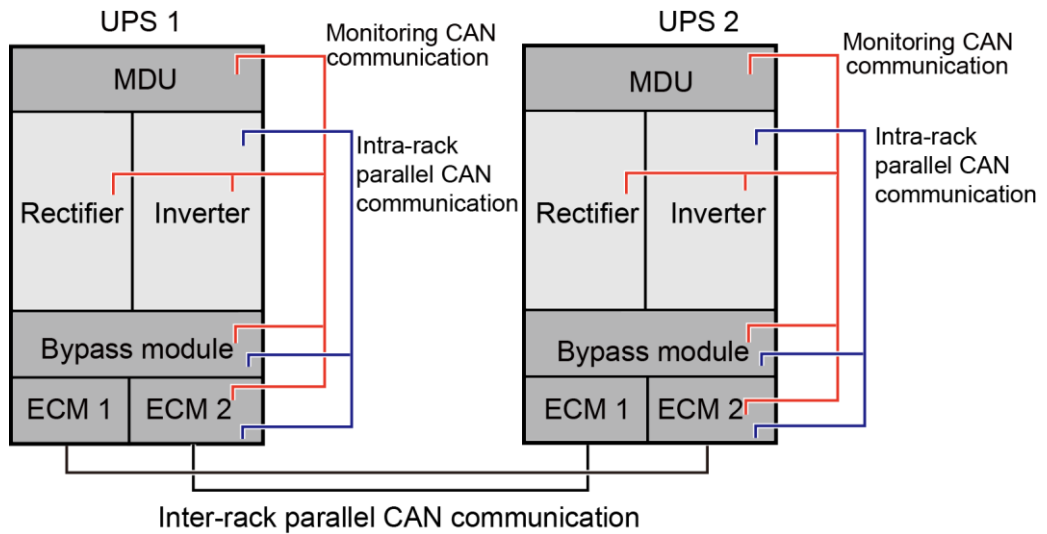 UPS 1
Monitoring CAN
communication
MDU
Intra-rack
parallel CAN
communication
Rectifier
Inverter
Bypass module
ECM 1
ECM 2
UPS 2
Monitoring CAN
communication
MDU
Intra-rack
parallel CAN
communication
Rectifier
Inverter
Bypass module
ECM 1
ECM 2
Inter-rack parallel CAN communication